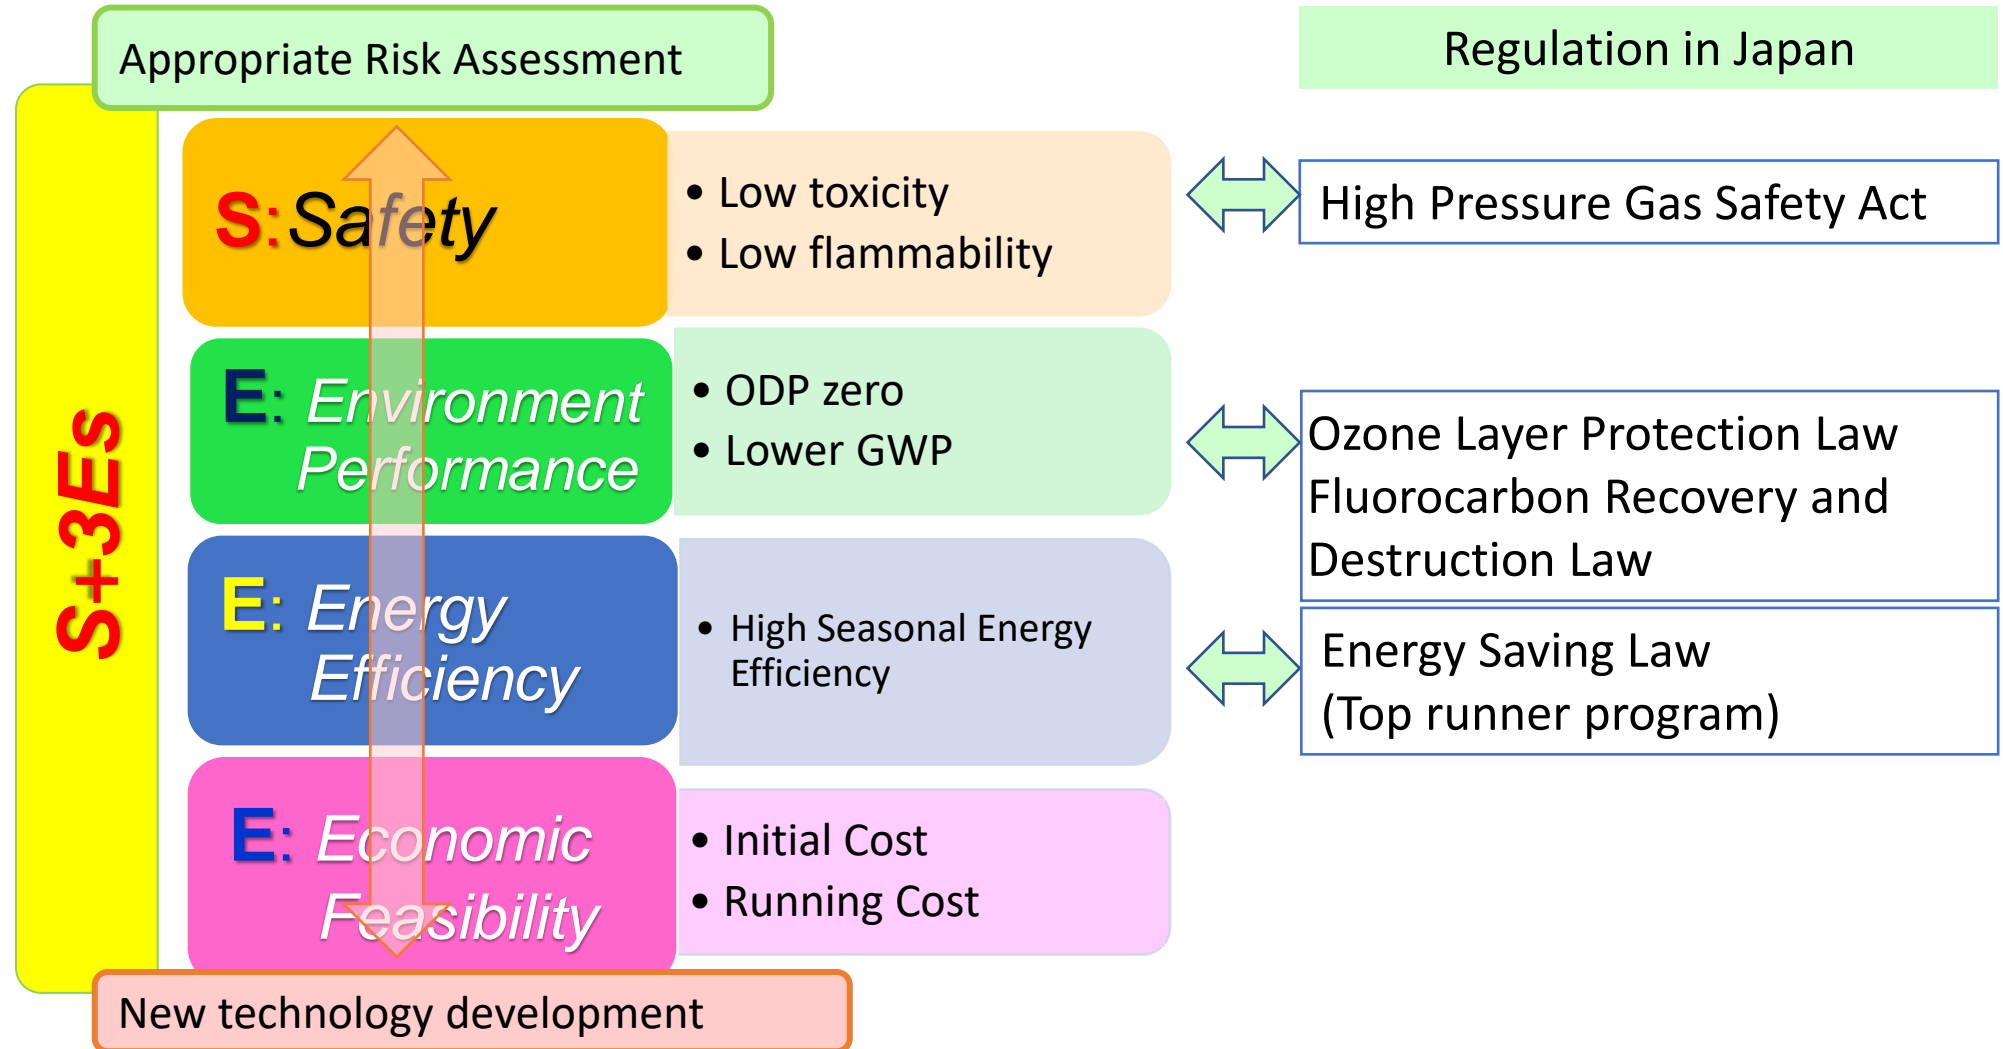 Appropriate Risk Assessment
Regulation in Japan
S+3Es
S: Safety
• Low toxicity
• Low flammability
High Pressure Gas Safety Act
E: Environment
Performance
• ODP zero
• Lower GWP
Ozone Layer Protection Law
Fluorocarbon Recovery and
Destruction Law
E: Energy
Efficiency
• High Seasonal Energy
Efficiency
Energy Saving Law
(Top runner program)
E: Economic
Feasibility
• Initial Cost
• Running Cost
New technology development